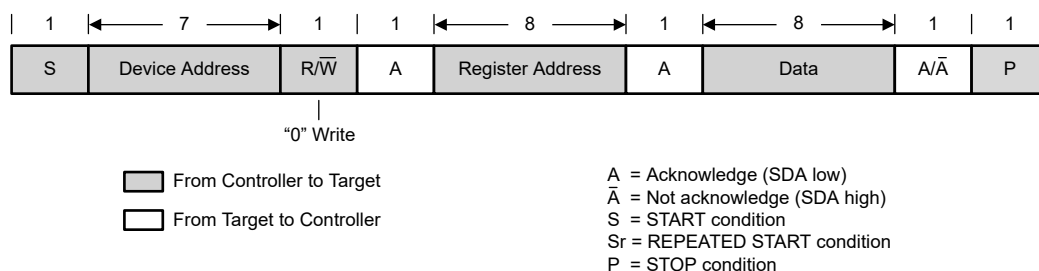 1 7 1 1 8 1 8 1 1
S Device Address R/W̅ A Register Address A Data A/A̅ P
“0” Write
From Controller to Target
From Target to Controller
A = Acknowledge (SDA low)
A̅ = Not acknowledge (SDA high)
S = START condition
Sr = REPEATED START condition
P = STOP condition